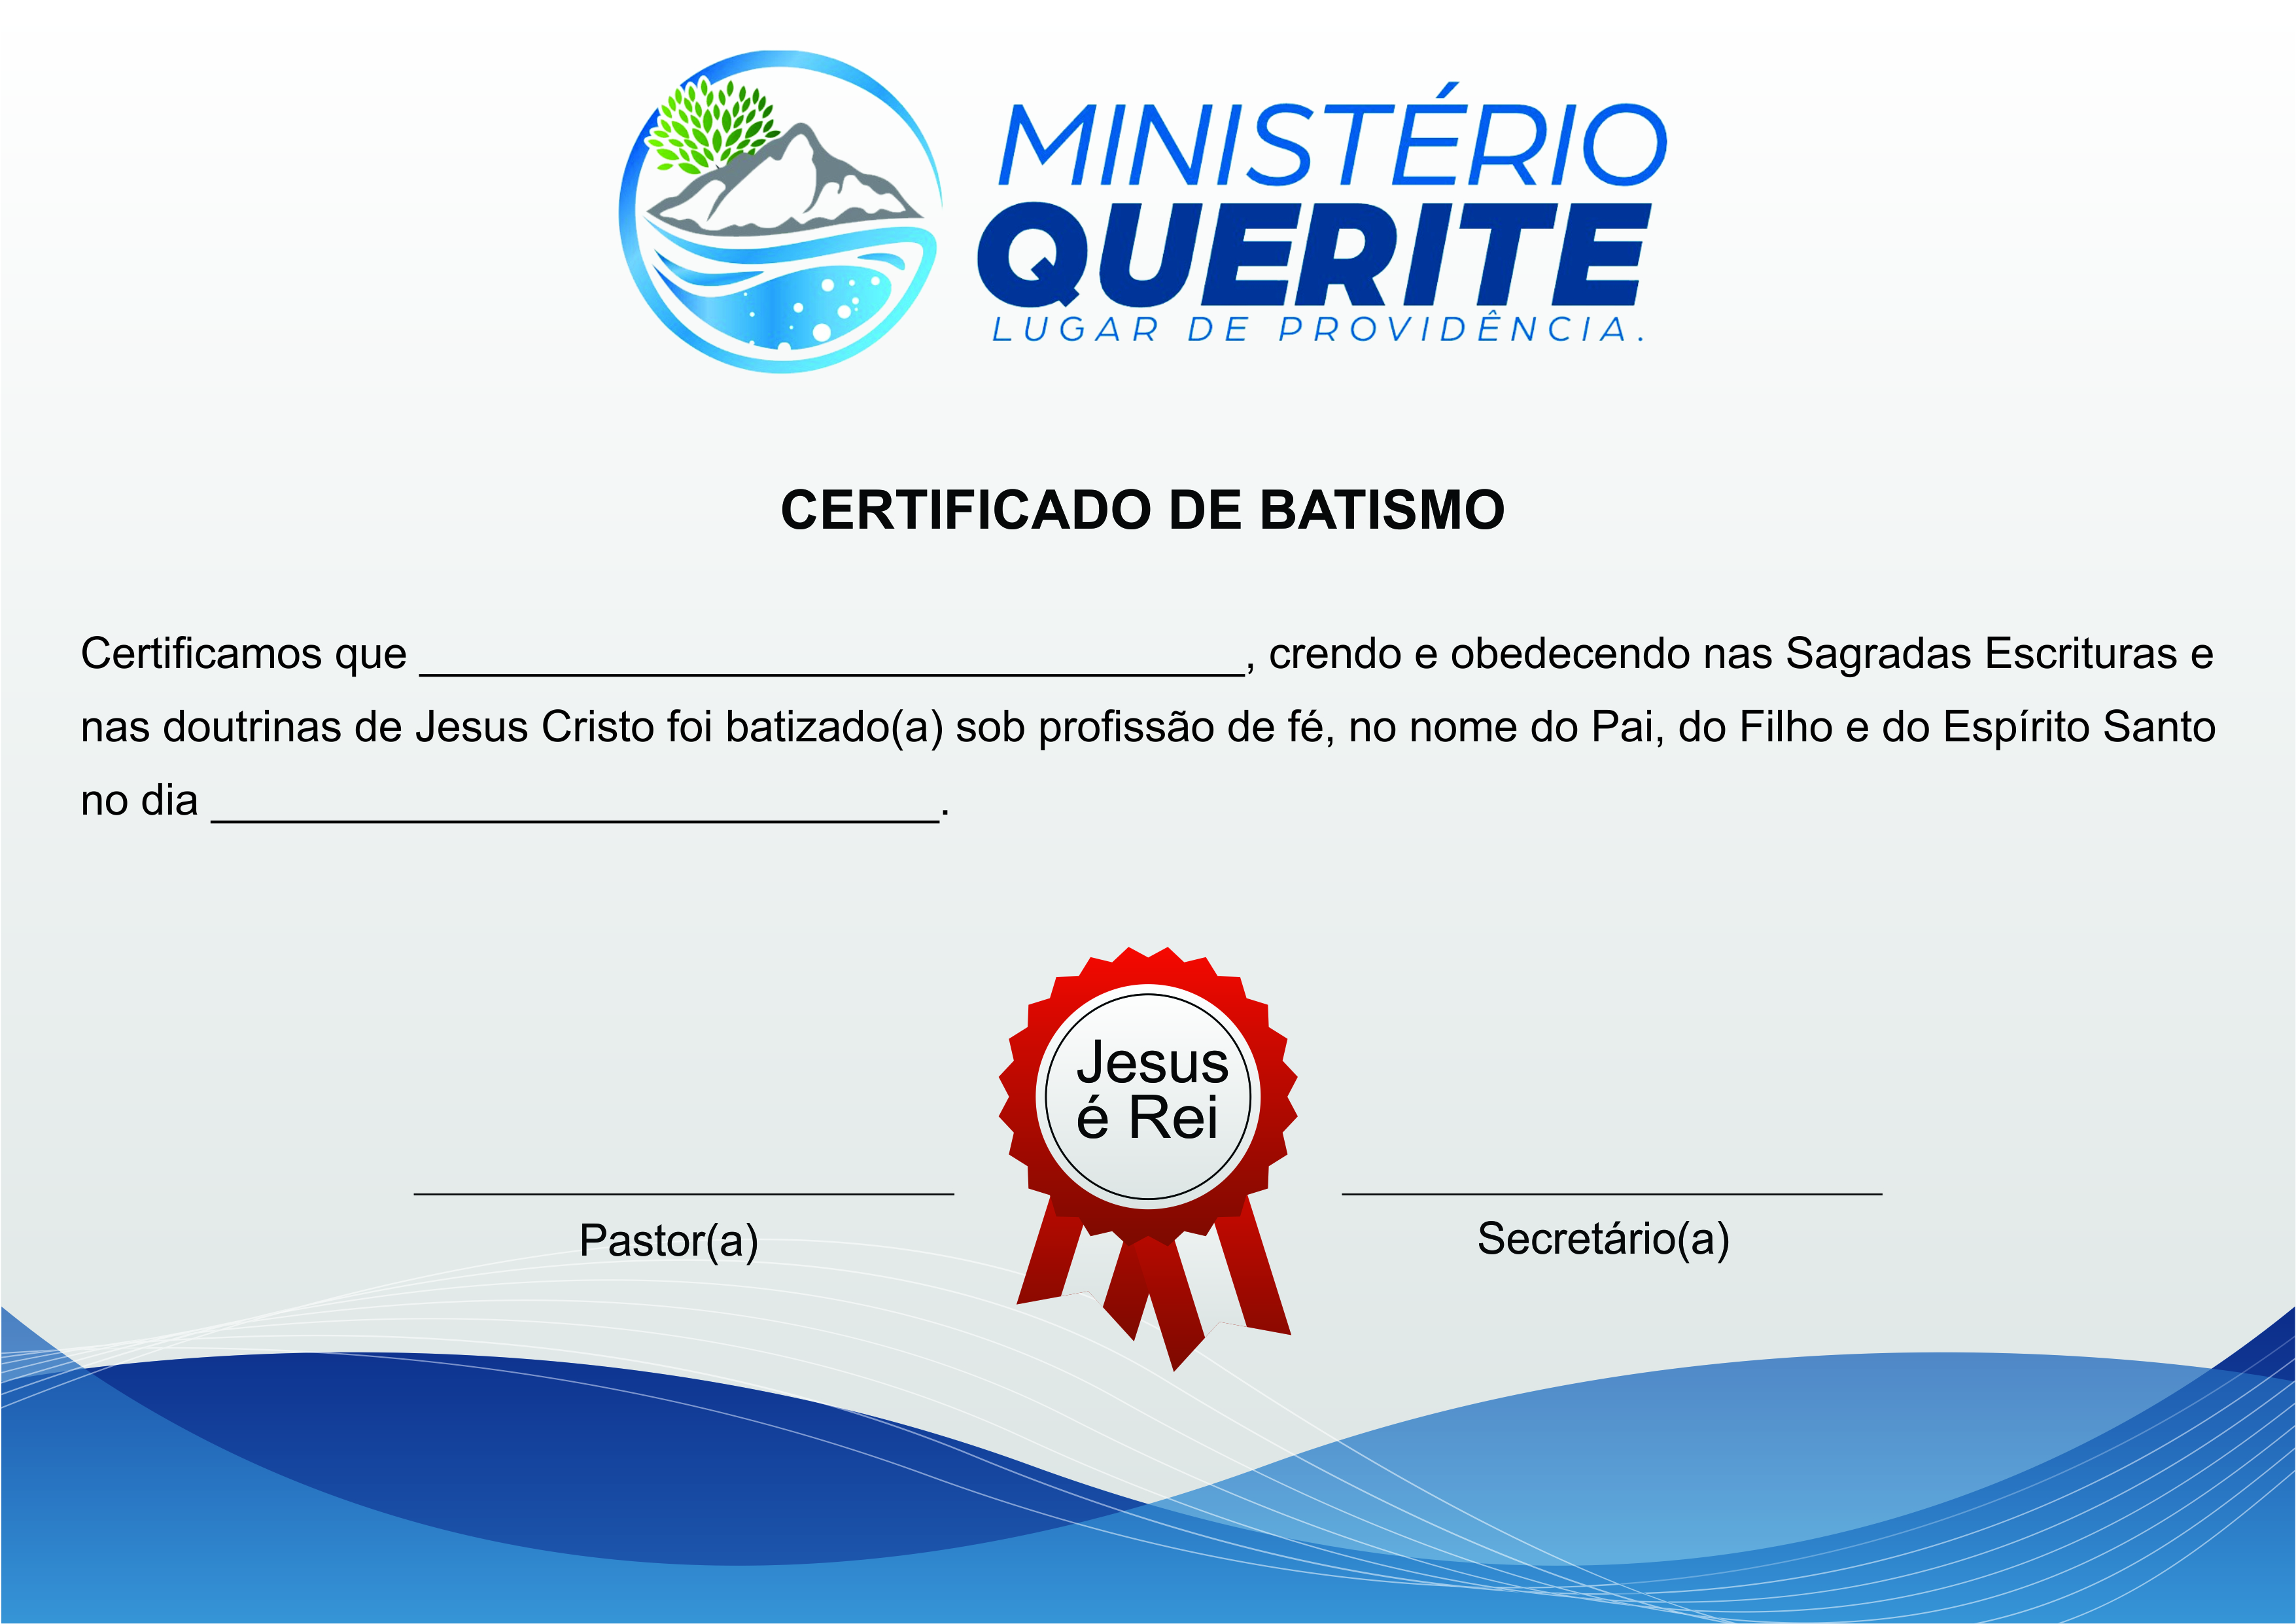 MINISTÉRIO
QUERITE
LUGAR DE PROVIDÊNCIA.
CERTIFICADO DE BATISMO
Certificamos que ___________________________________, crendo e obedecendo nas Sagradas Escrituras e
nas doutrinas de Jesus Cristo foi batizado(a) sob profissão de fé, no nome do Pai, do Filho e do Espírito Santo
no dia ______________________________.
Jesus
é Rei
Pastor(a)
Secretário(a)